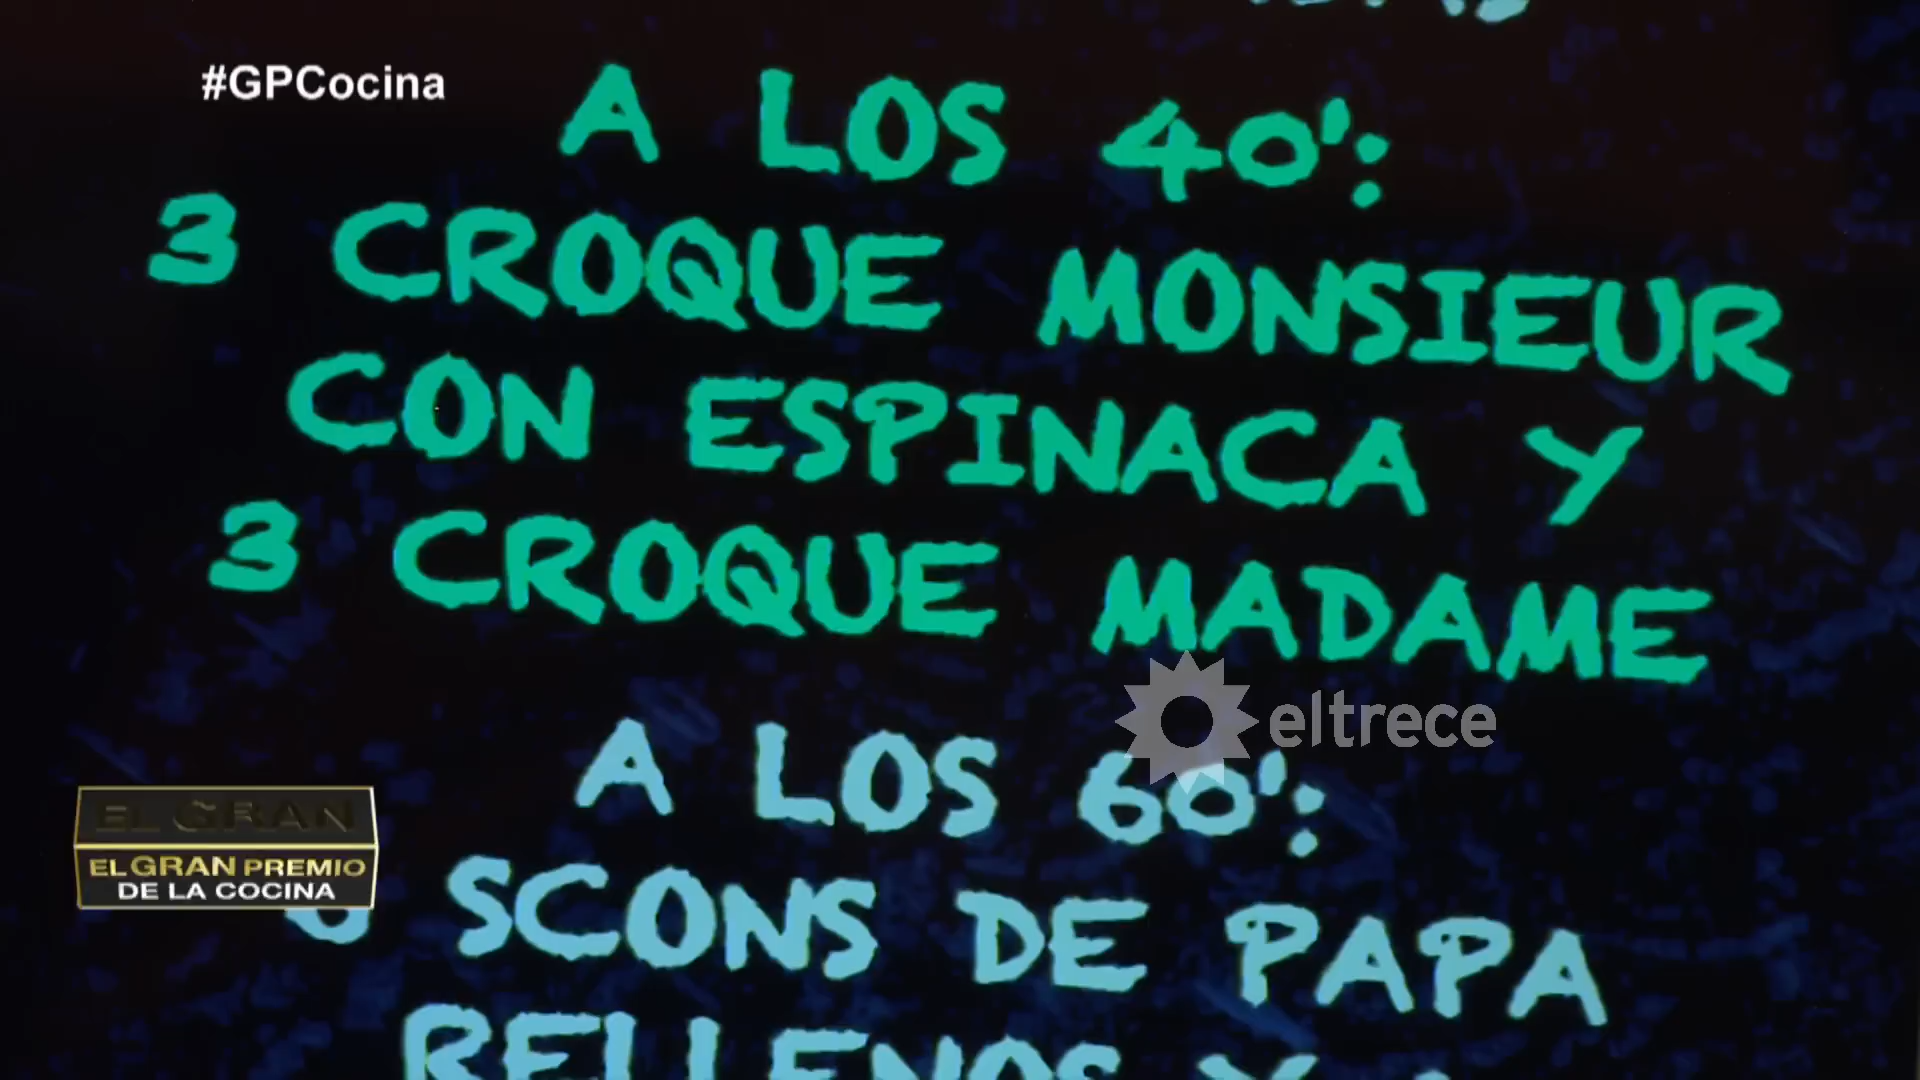 #GPCocina
A LOS 40':
3 CROQUE MONSIEUR
CON ESPINACA Y
3 CROQUE MADAME
eltrece
A LOS 60':
EL GRAN
EL GRAN PREMIO
DE LA COCINA
SCONS DE PAPA
RELLENOS Y